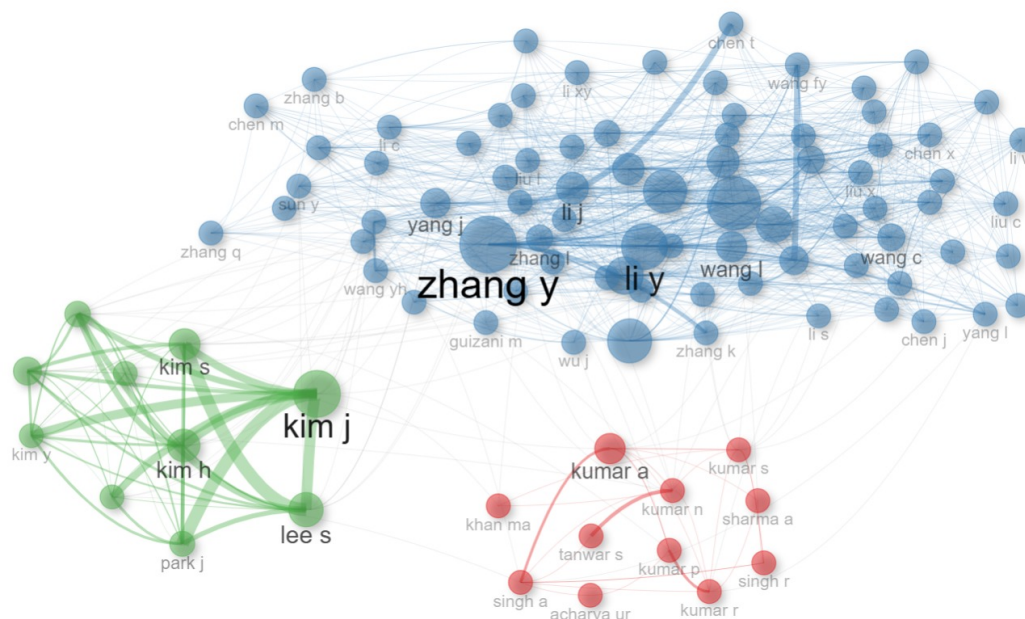 chen t
wang fy
zhang b
li xy
chen m
li c
chen x
li v
liu l
liu x
sun y
yang j
li j
liu c
zhang q
zhang l
wang l
wang c
wang yh
zhang y
li y
guizani m
wu j
zhang k
li s
chen j
yang l
kim s
kim j
kim y
kim h
lee s
park j
kumar a
kumar s
khan ma
kumar n
sharma a
tanwar s
kumar p
singh r
singh a
acharya ur
kumar r